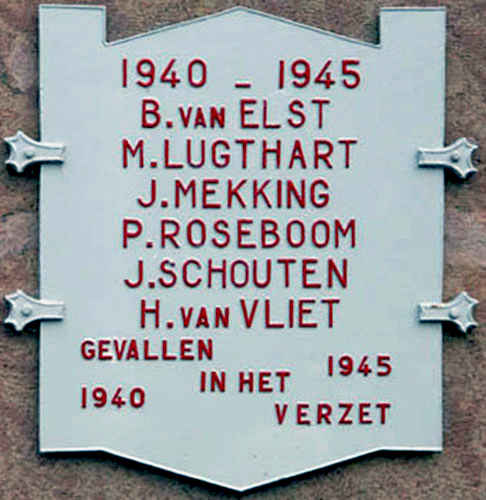 1940 - 1945
B. VAN ELST
M. LUGTHART
J. MEKKING
P. ROSEBOOM
J. SCHOUTEN
H. VAN VLIET
GEVALLEN
IN HET
1945
1940
VERZET